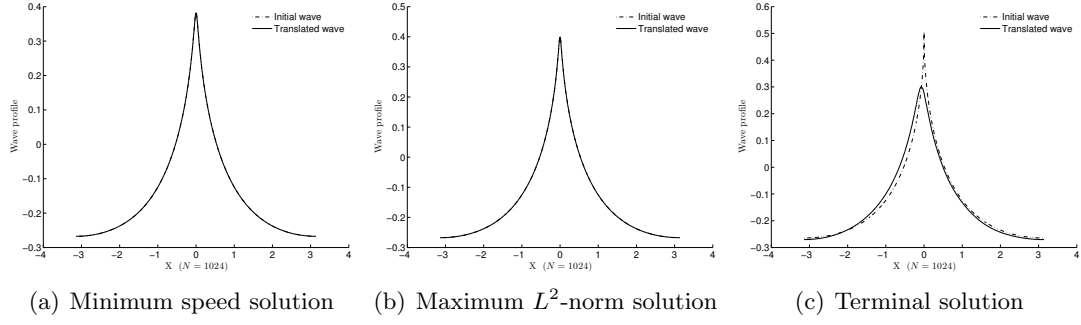 0.4
0.3
0.2
0.1
0
−0.1
−0.2
−0.3
−4 −3 −2 −1 0 1 2 3 4
Wave profile
X (N = 1024)
Initial wave
Translated wave
(a) Minimum speed solution
0.5
0.4
0.3
0.2
0.1
0
−0.1
−0.2
−0.3
−4 −3 −2 −1 0 1 2 3 4
Wave profile
X (N = 1024)
Initial wave
Translated wave
(b) Maximum L²-norm solution
0.6
0.5
0.4
0.3
0.2
0.1
0
−0.1
−0.2
−0.3
−4 −3 −2 −1 0 1 2 3 4
Wave profile
X (N = 1024)
Initial wave
Translated wave
(c) Terminal solution